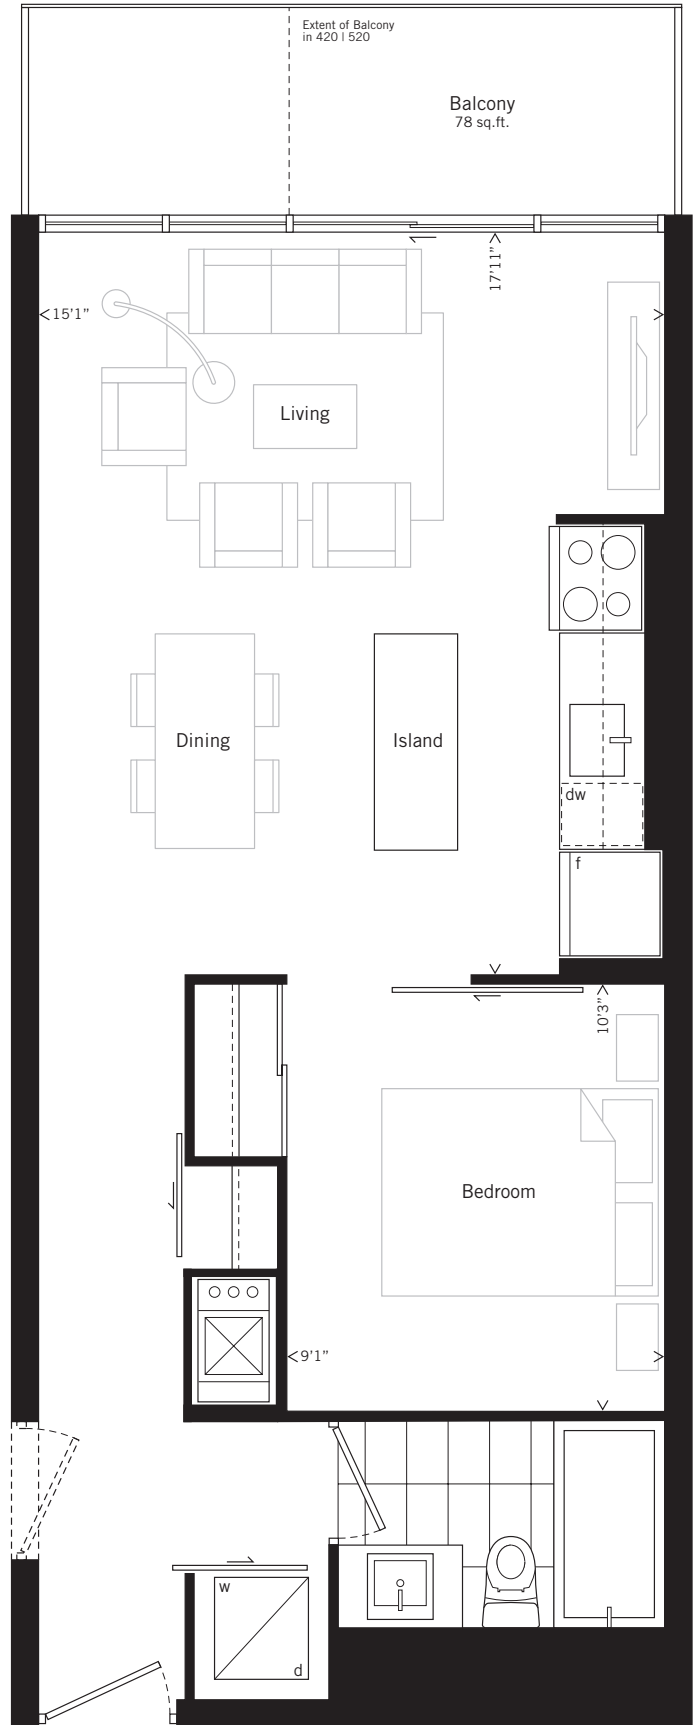 Extent of Balcony
in 420 | 520
Balcony
78 sq.ft.
17'11"
15'1"
Living
Dining
Island
dw
f
10'3"
Bedroom
9'1"
w
d